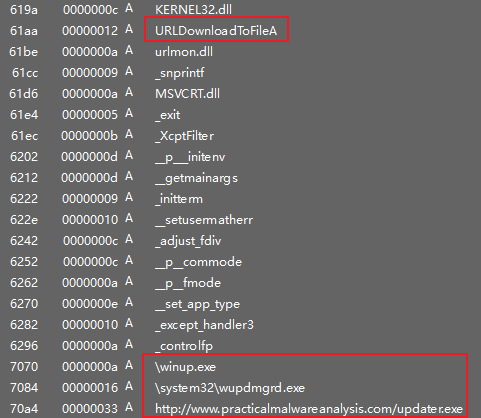 619a 0000000c A KERNEL32.dll
61aa 00000012 A URLDownloadToFileA
61be 0000000a A urlmon.dll
61cc 00000009 A _snprintf
61d6 0000000a A MSVCRT.dll
61e4 00000005 A _exit
61ec 0000000b A _XcptFilter
6202 0000000d A __p___initenv
6212 0000000d A __getmainargs
6222 00000009 A _initterm
622e 00000010 A __setusermatherr
6242 0000000c A _adjust_fdiv
6252 0000000c A __p__commode
6262 0000000a A __p__fmode
6270 0000000e A __set_app_type
6282 00000010 A _except_handler3
6296 0000000a A _controlfp
7070 0000000a A \winup.exe
7084 00000016 A \system32\wupdmgrd.exe
70a4 00000033 A http://www.practicalmalwareanalysis.com/updater.exe